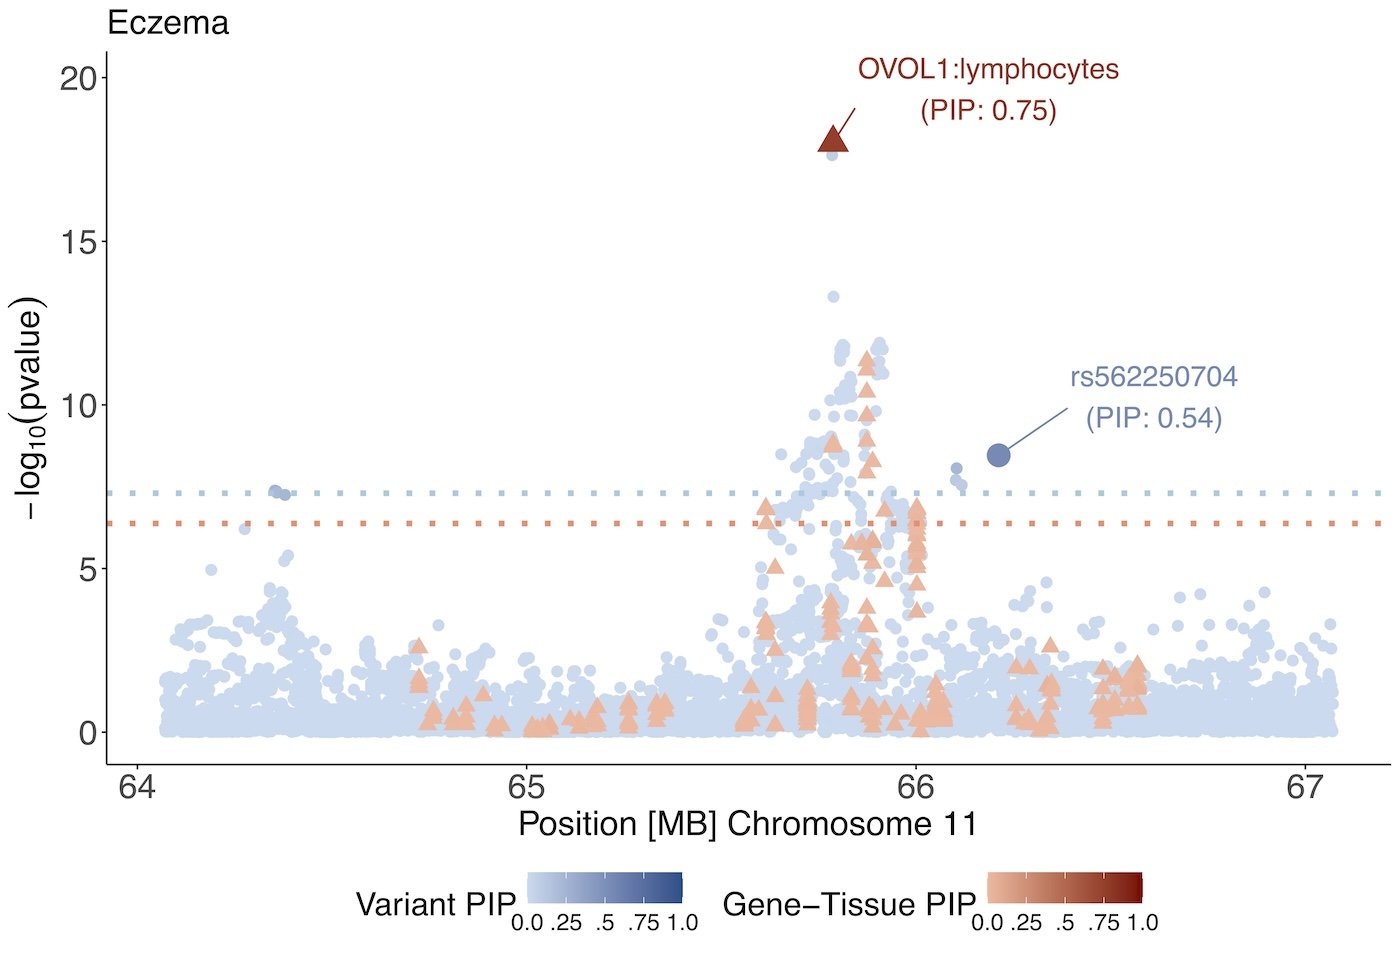 Eczema
OVOL1:lymphocytes
(PIP: 0.75)
rs562250704
(PIP: 0.54)
20
15
10
5
0
−log10(pvalue)
64 65 66 67
Position [MB] Chromosome 11
Variant PIP 0.0 .25 .5 .75 1.0
Gene−Tissue PIP 0.0 .25 .5 .75 1.0